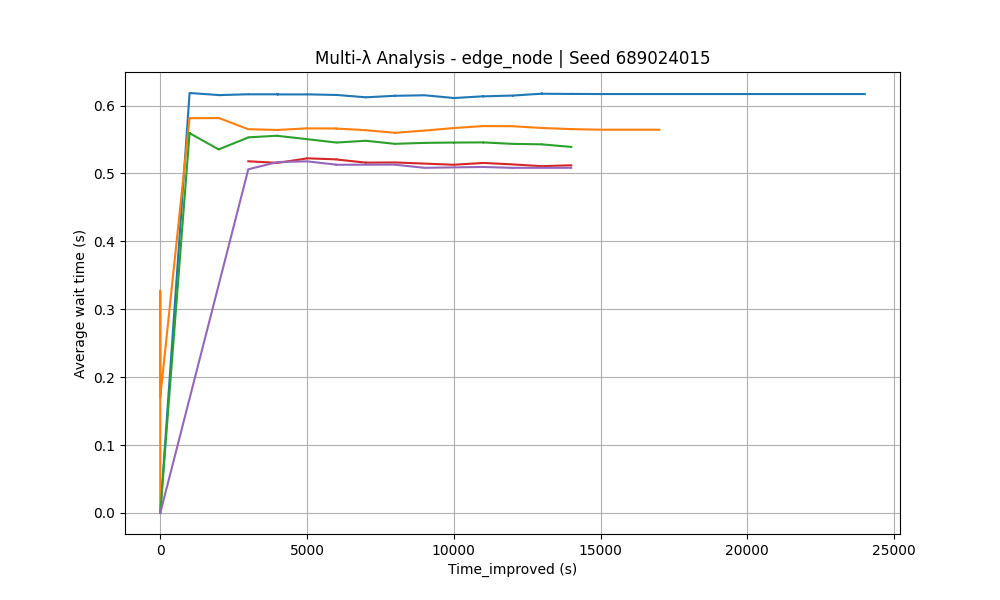 Multi-λ Analysis - edge_node | Seed 689024015
Average wait time (s)
0.6
0.5
0.4
0.3
0.2
0.1
0.0
0 5000 10000 15000 20000 25000
Time_improved (s)